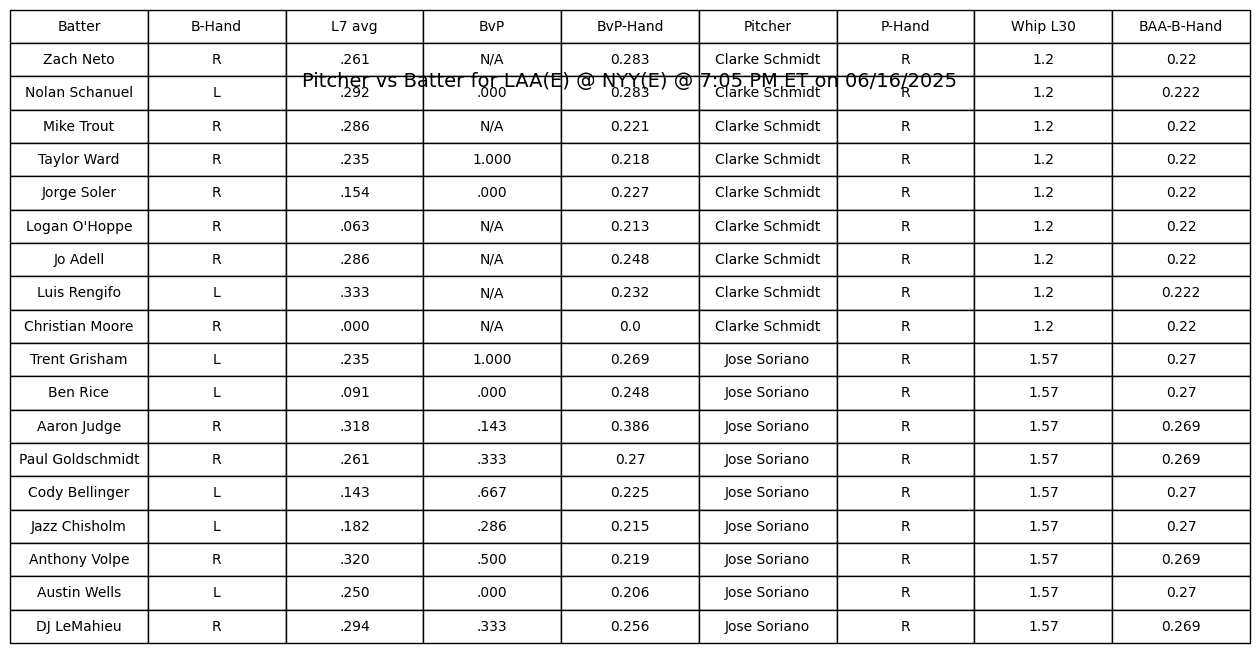 Batter B-Hand L7 avg BvP BvP-Hand Pitcher P-Hand Whip L30 BAA-B-Hand
Zach Neto R .261 N/A 0.283 Clarke Schmidt R 1.2 0.22
Pitcher vs Batter for LAA(E) @ NYY(E) @ 7:05 PM ET on 06/16/2025
Nolan Schanuel L .292 .000 0.283 Clarke Schmidt R 1.2 0.222
Mike Trout R .286 N/A 0.221 Clarke Schmidt R 1.2 0.22
Taylor Ward R .235 1.000 0.218 Clarke Schmidt R 1.2 0.22
Jorge Soler R .154 .000 0.227 Clarke Schmidt R 1.2 0.22
Logan O'Hoppe R .063 N/A 0.213 Clarke Schmidt R 1.2 0.22
Jo Adell R .286 N/A 0.248 Clarke Schmidt R 1.2 0.22
Luis Rengifo L .333 N/A 0.232 Clarke Schmidt R 1.2 0.222
Christian Moore R .000 N/A 0.0 Clarke Schmidt R 1.2 0.22
Trent Grisham L .235 1.000 0.269 Jose Soriano R 1.57 0.27
Ben Rice L .091 .000 0.248 Jose Soriano R 1.57 0.27
Aaron Judge R .318 .143 0.386 Jose Soriano R 1.57 0.269
Paul Goldschmidt R .261 .333 0.27 Jose Soriano R 1.57 0.269
Cody Bellinger L .143 .667 0.225 Jose Soriano R 1.57 0.27
Jazz Chisholm L .182 .286 0.215 Jose Soriano R 1.57 0.27
Anthony Volpe R .320 .500 0.219 Jose Soriano R 1.57 0.269
Austin Wells L .250 .000 0.206 Jose Soriano R 1.57 0.27
DJ LeMahieu R .294 .333 0.256 Jose Soriano R 1.57 0.269